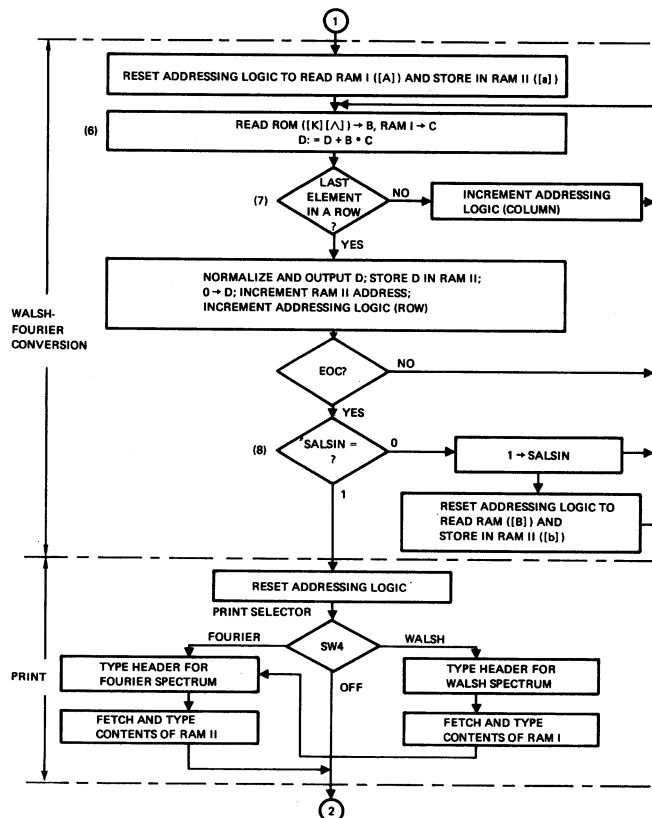 1
RESET ADDRESSING LOGIC TO READ RAM I ([A]) AND STORE IN RAM II ([a])
(6)
READ ROM ([K] [Λ]) → B, RAM I → C
D: = D + B * C
(7)
LAST
ELEMENT
IN A ROW
?
NO
INCREMENT ADDRESSING
LOGIC (COLUMN)
YES
NORMALIZE AND OUTPUT D; STORE D IN RAM II;
0 → D; INCREMENT RAM II ADDRESS;
INCREMENT ADDRESSING LOGIC (ROW)
WALSH-
FOURIER
CONVERSION
EOC?
NO
YES
(8)
SALSIN =
?
0
1 → SALSIN
1
RESET ADDRESSING LOGIC TO
READ RAM ([B]) AND
STORE IN RAM II ([b])
RESET ADDRESSING LOGIC
PRINT SELECTOR
FOURIER
SW4
WALSH
PRINT
TYPE HEADER FOR
FOURIER SPECTRUM
OFF
TYPE HEADER FOR
WALSH SPECTRUM
FETCH AND TYPE
CONTENTS OF RAM II
FETCH AND TYPE
CONTENTS OF RAM I
2